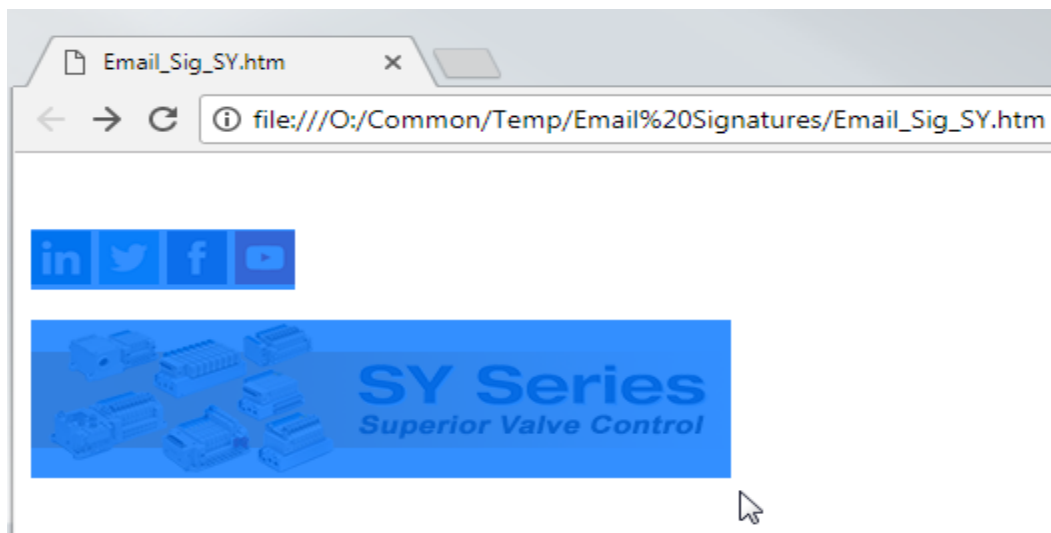 Email_Sig_SY.htm
file:///O:/Common/Temp/Email%20Signatures/Email_Sig_SY.htm
in f
SY Series
Superior Valve Control